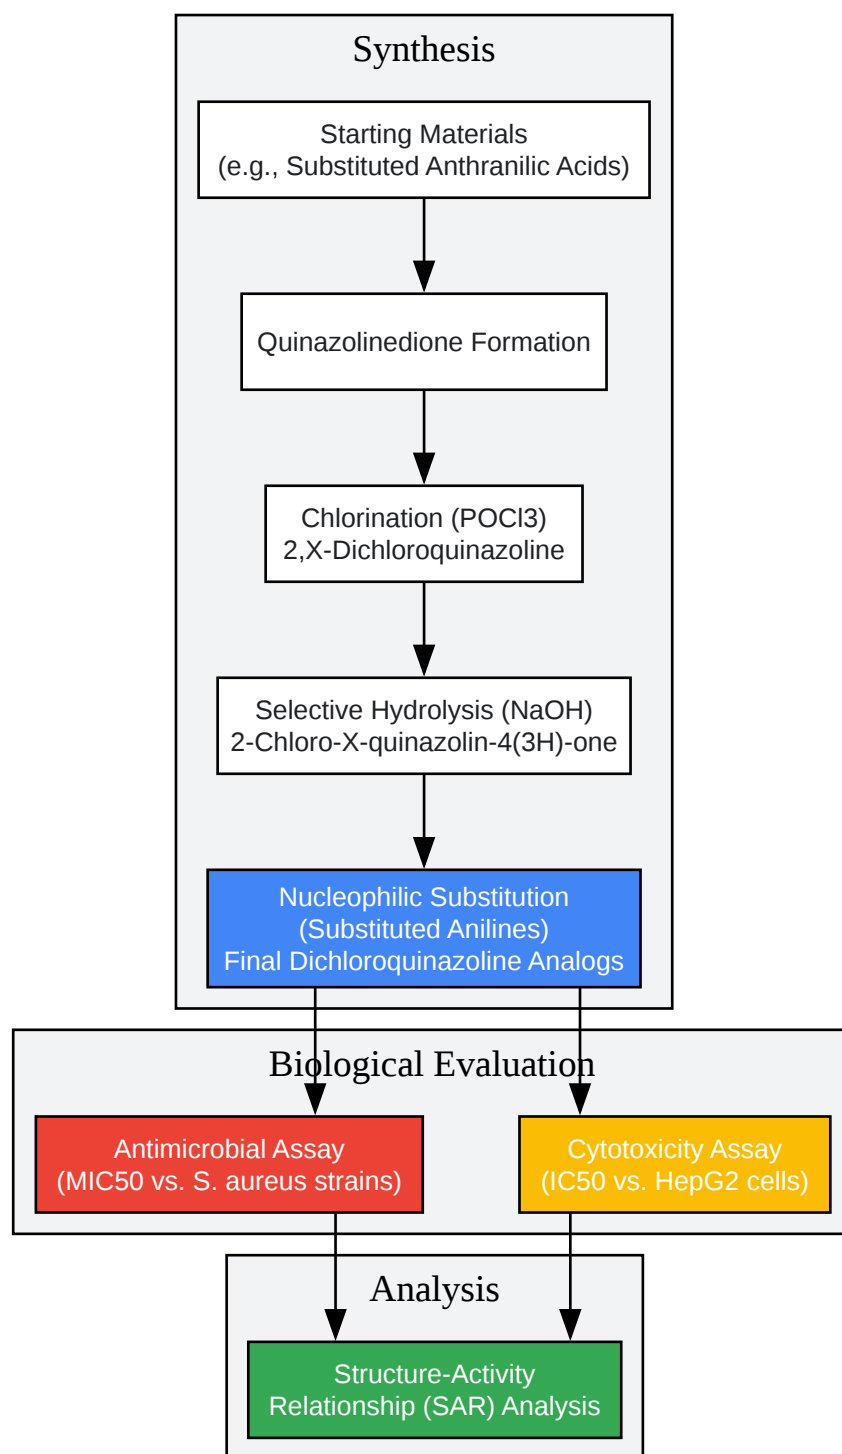 Synthesis
Starting Materials
(e.g., Substituted Anthranilic Acids)
Quinazolinedione Formation
Chlorination (POCl3)
2,X-Dichloroquinazoline
Selective Hydrolysis (NaOH)
2-Chloro-X-quinazolin-4(3H)-one
Nucleophilic Substitution
(Substituted Anilines)
Final Dichloroquinazoline Analogs
Biological Evaluation
Antimicrobial Assay
(MIC50 vs. S. aureus strains)
Cytotoxicity Assay
(IC50 vs. HepG2 cells)
Analysis
Structure-Activity
Relationship (SAR) Analysis